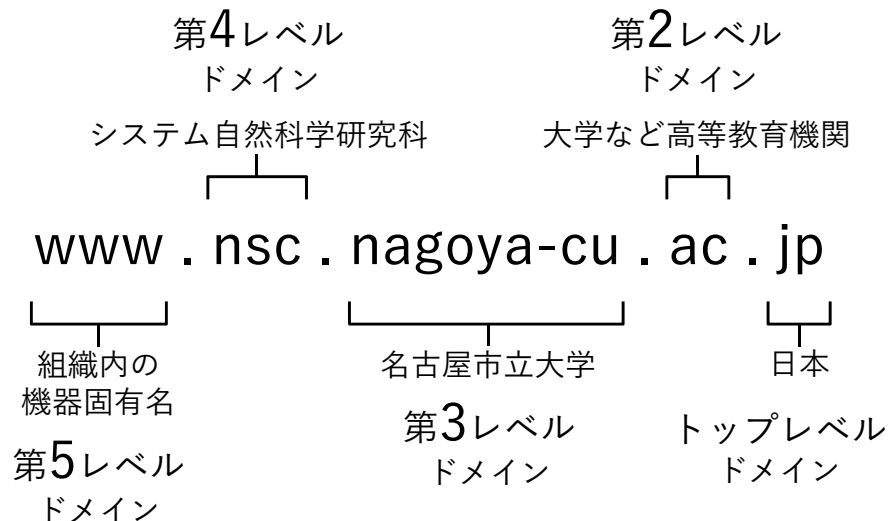 第4レベル
ドメイン
システム自然科学研究科
第2レベル
ドメイン
大学など高等教育機関
www . nsc . nagoya-cu . ac . jp
組織内の
機器固有名
第5レベル
ドメイン
名古屋市立大学
第3レベル
ドメイン
日本
トップレベル
ドメイン